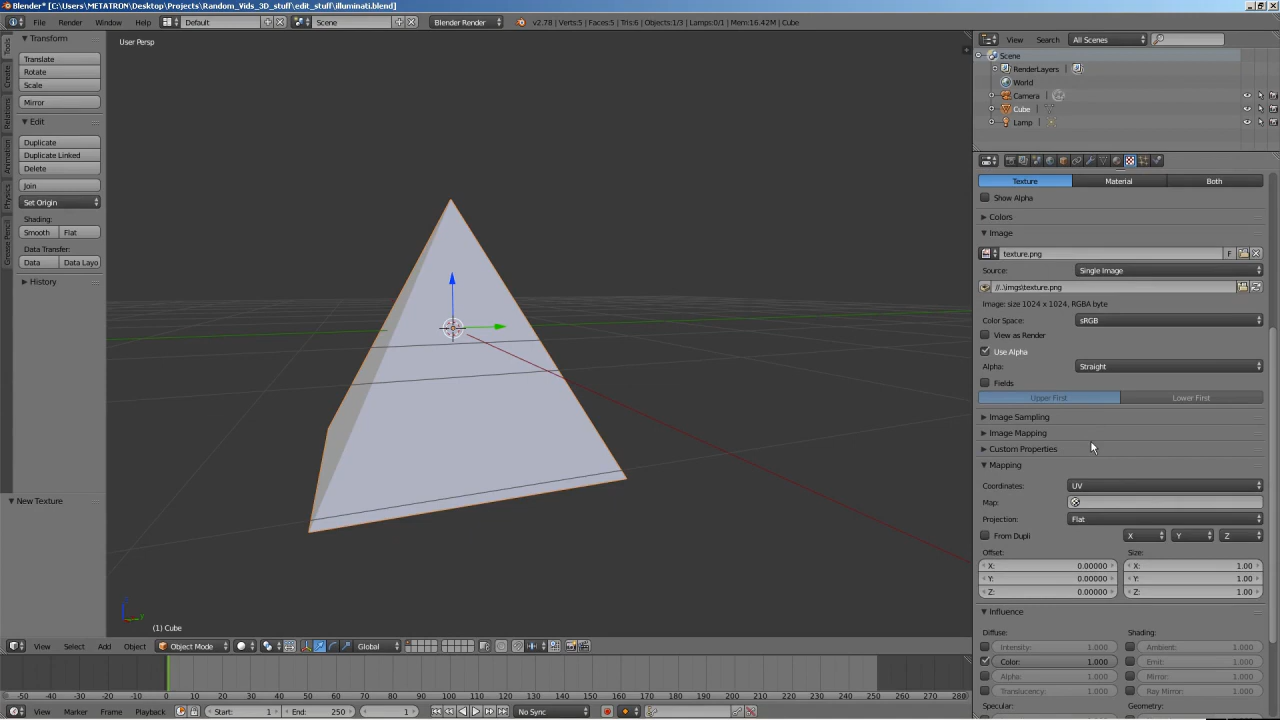 Blender* [C:\Users\METATRON\Desktop\Projects\Random_Vids_3D_stuff\edit_stuff\illuminati.blend]
File Render Window Help Default Scene Blender Render v2.78 | Verts:5 | Faces:5 | Tris:6 | Objects:1/3 | Lamps:0/1 | Mem:16.42M | Cube
Tools
Create
Relations
Animation
Physics
Grease Pencil
Transform
Translate
Rotate
Scale
Mirror
Edit
Duplicate
Duplicate Linked
Delete
Join
Set Origin
Shading:
Smooth Flat
Data Transfer:
Data Data Layo
History
New Texture
User Persp
(1) Cube
View Select Add Object Object Mode Global
-50 -40 -30 -20 -10 0 10 20 30 40 50 60 70 80 90 100 110 120 130 140 150 160 170 180 190 200 210 220 230 240 250 260 270 280
View Marker Frame Playback Start: 1 End: 250 1 No Sync
View Search All Scenes
Scene
RenderLayers
World
Camera
Cube
Lamp
Texture Material Both
Show Alpha
Colors
Image
texture.png F
Source: Single Image
//..\imgs\texture.png
Image: size 1024 x 1024, RGBA byte
Color Space: sRGB
View as Render
Use Alpha
Alpha: Straight
Fields
Upper First Lower First
Image Sampling
Image Mapping
Custom Properties
Mapping
Coordinates: UV
Map:
Projection: Flat
From Dupli X Y Z
Offset: Size:
X: 0.00000 X: 1.00
Y: 0.00000 Y: 1.00
Z: 0.00000 Z: 1.00
Influence
Diffuse: Shading:
Intensity: 1.000 Ambient: 1.000
Color: 1.000 Emit: 1.000
Alpha: 1.000 Mirror: 1.000
Translucency: 1.000 Ray Mirror: 1.000
Specular: Geometry: